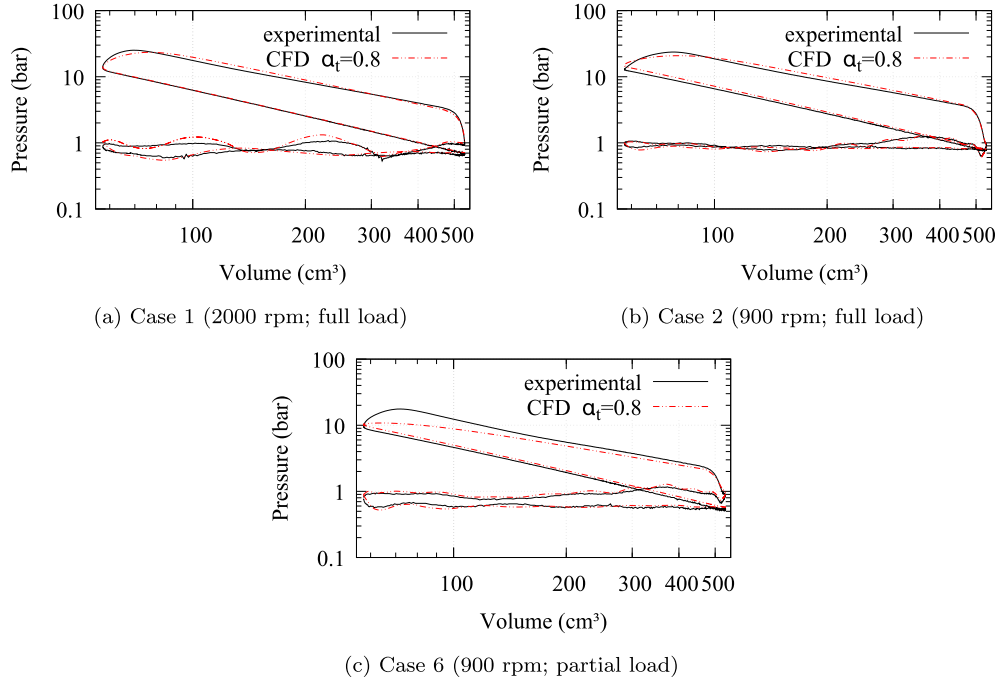 100
10
1
0.1
Pressure (bar)
experimental
CFD αt=0.8
100
200
300
400
500
Volume (cm³)
(a) Case 1 (2000 rpm; full load)
100
10
1
0.1
Pressure (bar)
experimental
CFD αt=0.8
100
200
300
400
500
Volume (cm³)
(b) Case 2 (900 rpm; full load)
100
10
1
0.1
Pressure (bar)
experimental
CFD αt=0.8
100
200
300
400
500
Volume (cm³)
(c) Case 6 (900 rpm; partial load)